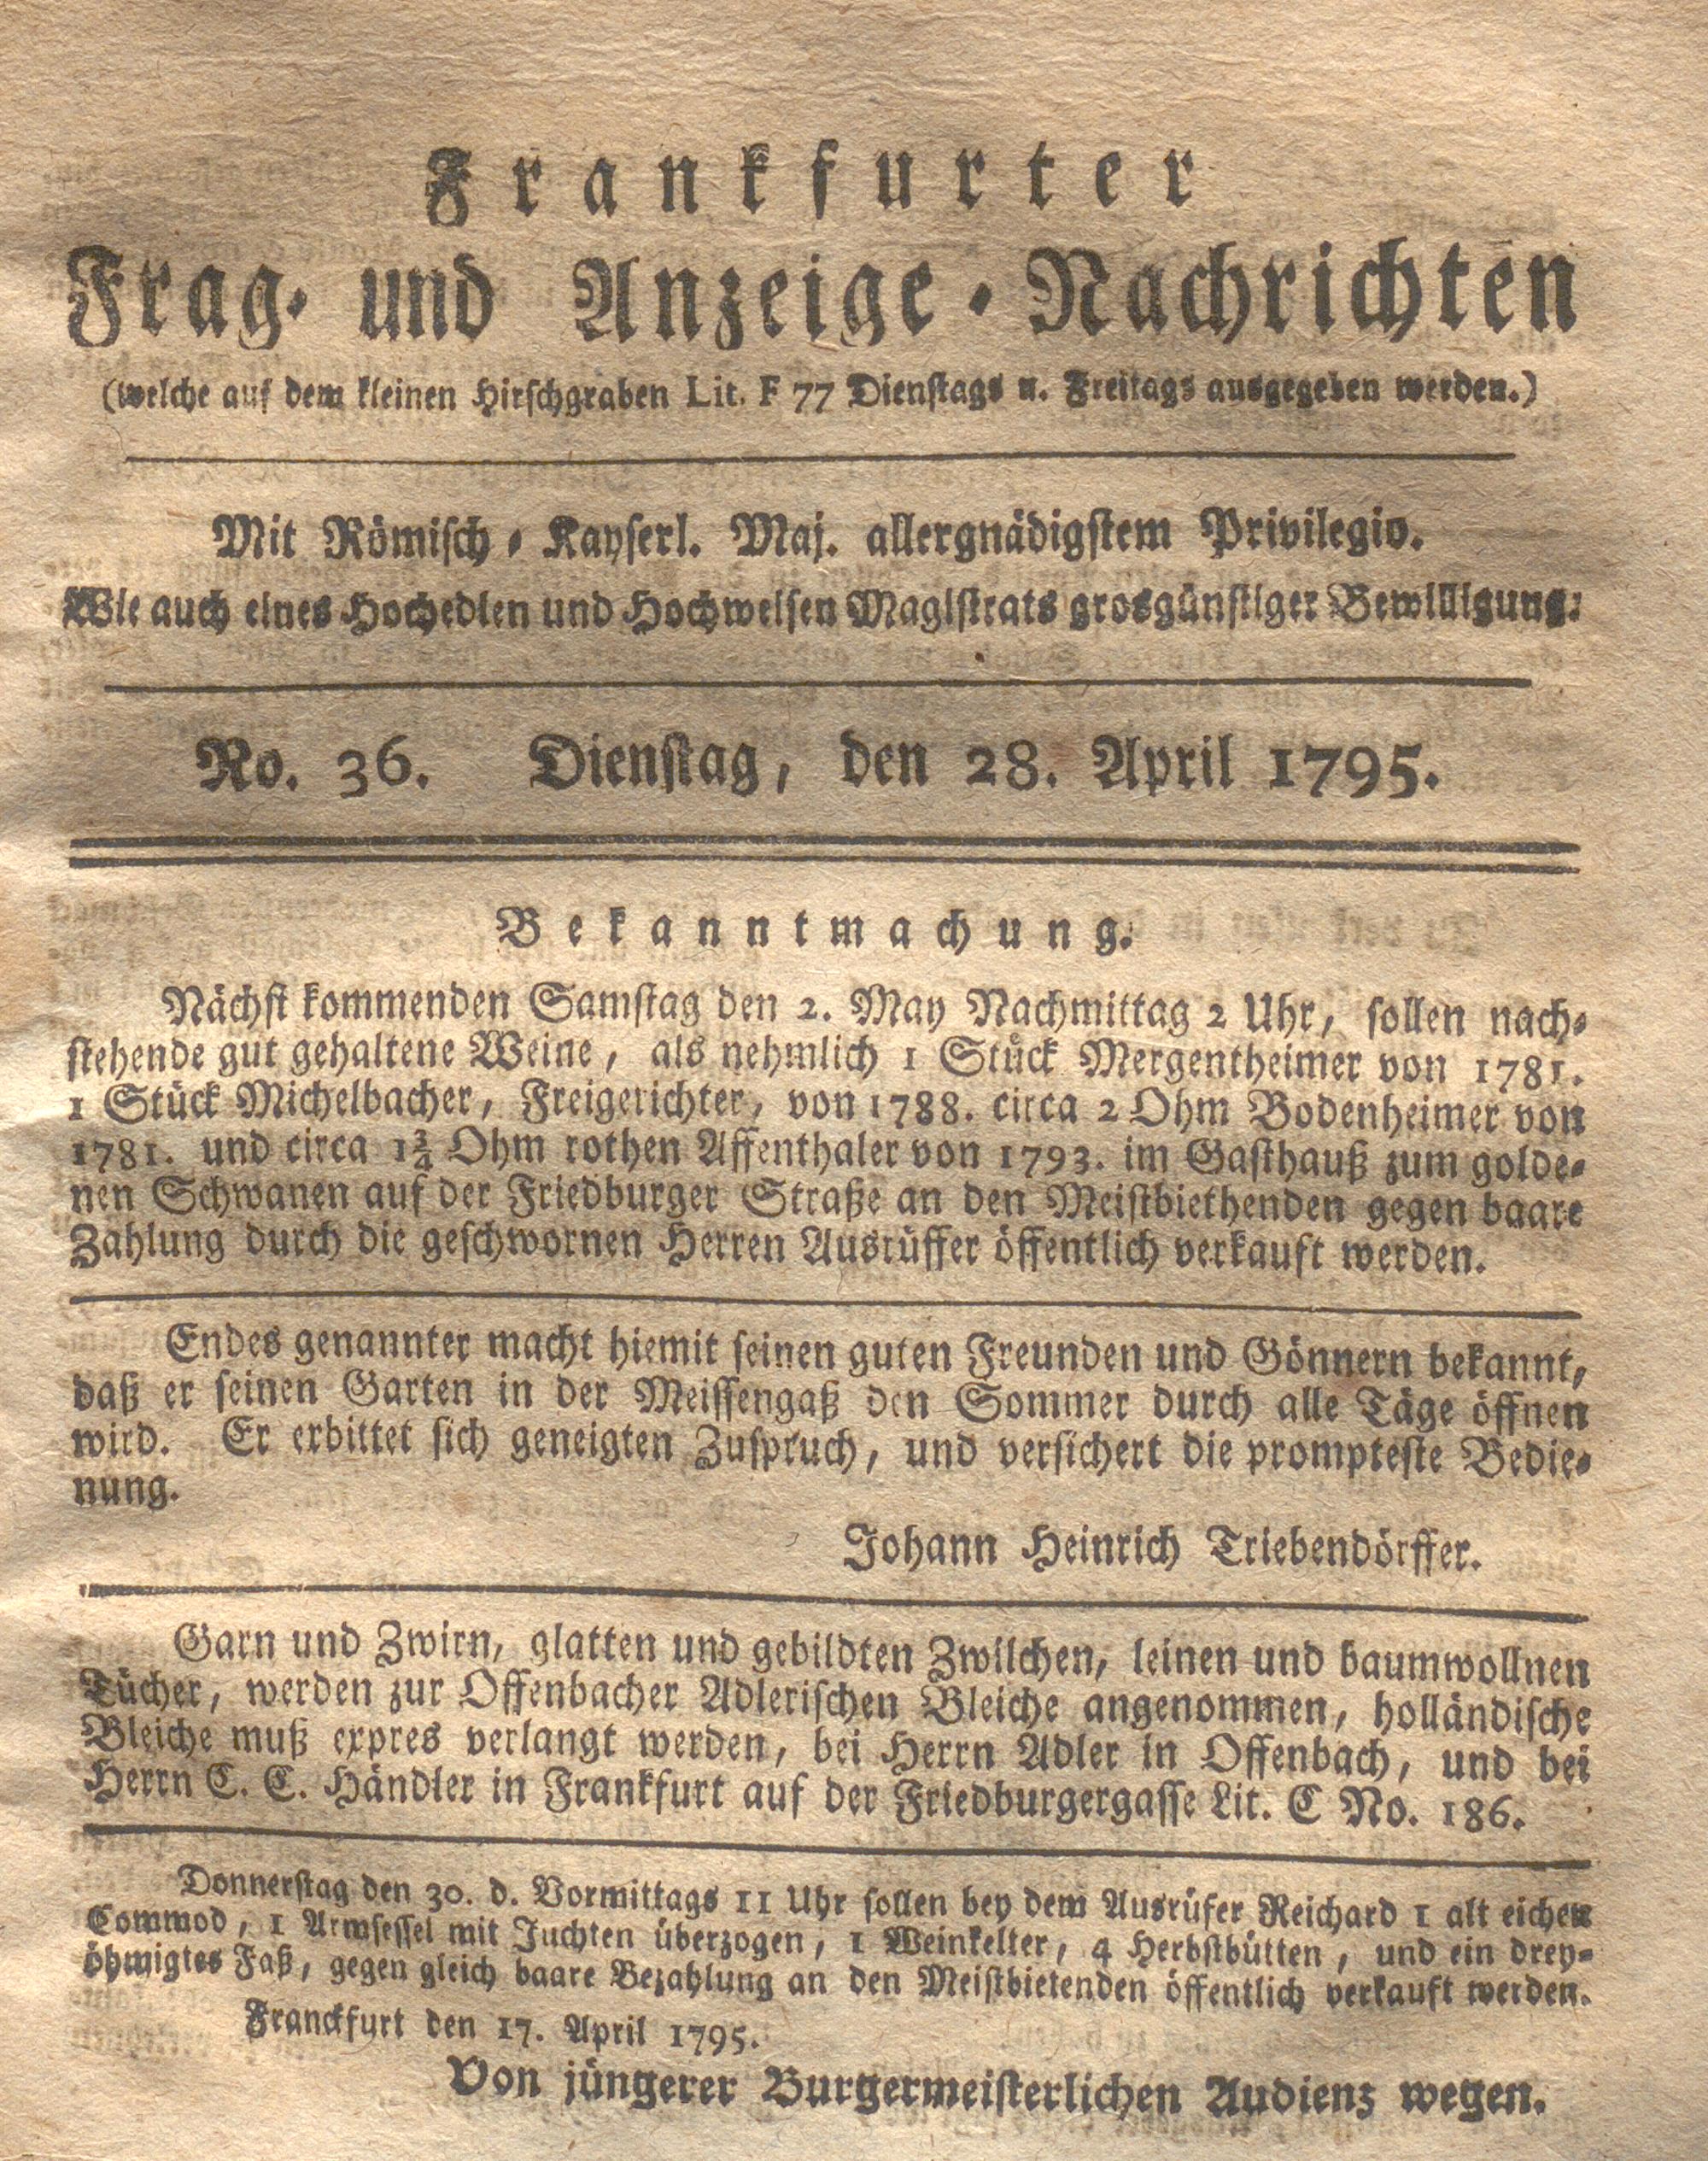 Frankfurter
Frag- und Anzeige-Nachrichten
(welche auf dem kleinen Hirschgraben Lit. F 77 Dienstags u. Freitags ausgegeben werden.)
Mit Römisch-Kayserl. Maj. allergnädigstem Privilegio.
Wie auch eines Hochedlen und Hochweisen Magistrats grosgünstiger Bewilligung.
No. 36. Dienstag, den 28. April 1795.
Bekanntmachung.
Nächst kommenden Samstag den 2. May Nachmittag 2 Uhr, sollen nach-
stehende gut gehaltene Weine, als nehmlich 1 Stück Mergentheimer von 1781.
1 Stück Michelbacher, Freigerichter, von 1788. circa 2 Ohm Bodenheimer von
1781. und circa 1¾ Ohm rothen Affenthaler von 1793. im Gasthauß zum golde-
nen Schwanen auf der Friedburger Straße an den Meistbiethenden gegen baare
Zahlung durch die geschwornen Herren Ausrüffer öffentlich verkauft werden.
Endes genannter macht hiemit seinen guten Freunden und Gönnern bekannt,
daß er seinen Garten in der Meissengaß den Sommer durch alle Täge öffnen
wird. Er erbittet sich geneigten Zuspruch, und versichert die prompteste Bedie-
nung.
Johann Heinrich Triebendörffer.
Garn und Zwirn, glatten und gebildten Zwilchen, leinen und baumwollnen
Tücher, werden zur Offenbacher Adlerischen Bleiche angenommen, holländische
Bleiche muß expres verlangt werden, bei Herrn Adler in Offenbach, und bei
Herrn C. C. Händler in Frankfurt auf der Friedburgergasse Lit. C No. 186.
Donnerstag den 30. d. Vormittags 11 Uhr sollen bey dem Ausrüfer Reichard 1 alt eichen
Commod, 1 Armsessel mit Juchten überzogen, 1 Weinkelter, 4 Herbstbütten, und ein drey-
öhmigtes Faß, gegen gleich baare Bezahlung an den Meistbietenden öffentlich verkauft werden.
Franckfurt den 17. April 1795.
Von jüngerer Burgermeisterlichen Audienz wegen.